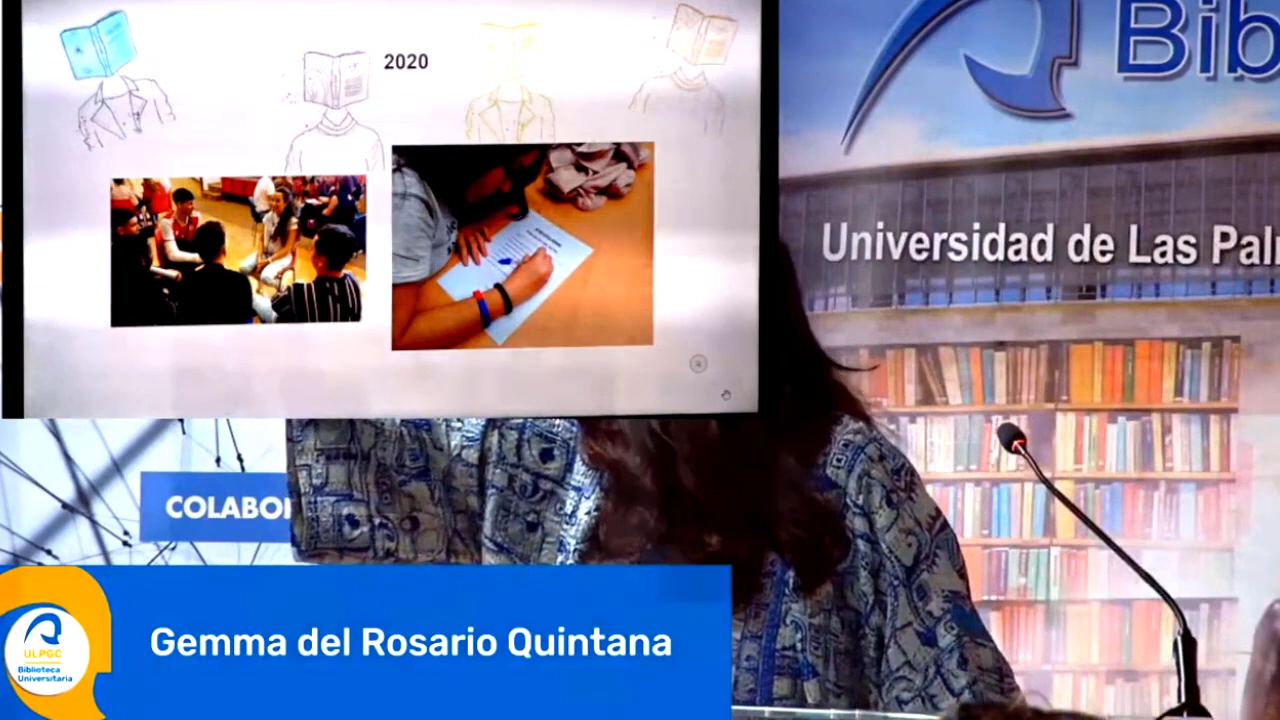 2020
Bib
Universidad de Las Pal
COLABO
Gemma del Rosario Quintana
ULPGC
Biblioteca
Universitaria